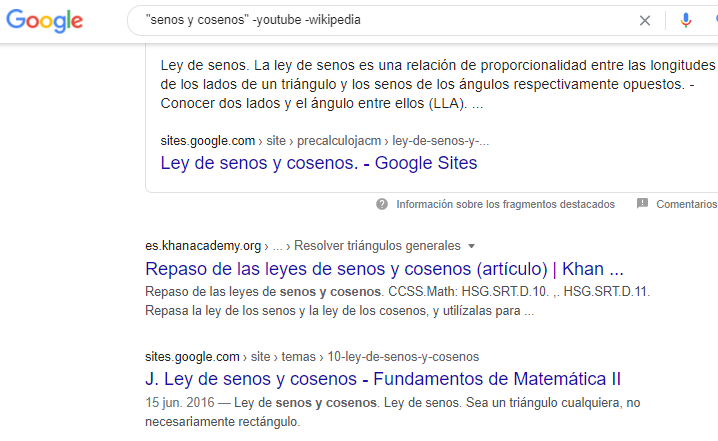 Google
"senos y cosenos" -youtube -wikipedia
Ley de senos. La ley de senos es una relación de proporcionalidad entre las longitudes
de los lados de un triángulo y los senos de los ángulos respectivamente opuestos. -
Conocer dos lados y el ángulo entre ellos (LLA). ...
sites.google.com › site › precalculojacm › ley-de-senos-y-...
Ley de senos y cosenos. - Google Sites
Información sobre los fragmentos destacados
Comentarios
es.khanacademy.org › ... › Resolver triángulos generales
Repaso de las leyes de senos y cosenos (artículo) | Khan ...
Repaso de las leyes de senos y cosenos. CCSS.Math: HSG.SRT.D.10. ,. HSG.SRT.D.11.
Repasa la ley de los senos y la ley de los cosenos, y utilízalas para ...
sites.google.com › site › temas › 10-ley-de-senos-y-cosenos
J. Ley de senos y cosenos - Fundamentos de Matemática II
15 jun. 2016 — Ley de senos y cosenos. Ley de senos. Sea un triángulo cualquiera, no
necesariamente rectángulo.